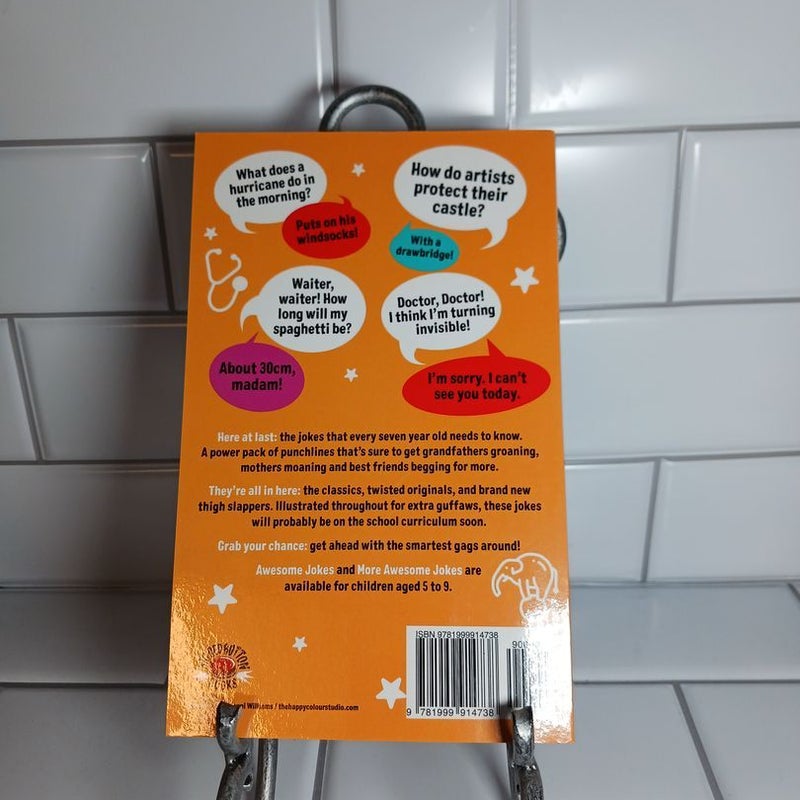 What does a
hurricane do in
the morning?
Puts on his
windsocks!
How do artists
protect their
castle?
With a
drawbridge!
Waiter,
waiter! How
long will my
spaghetti be?
About 30cm,
madam!
Doctor, Doctor!
I think I'm turning
invisible!
I'm sorry. I can't
see you today.
Here at last: the jokes that every seven year old needs to know.
A power pack of punchlines that's sure to get grandfathers groaning,
mothers moaning and best friends begging for more.
They're all in here: the classics, twisted originals, and brand new
thigh slappers. Illustrated throughout for extra guffaws, these jokes
will probably be on the school curriculum soon.
Grab your chance: get ahead with the smartest gags around!
Awesome Jokes and More Awesome Jokes are
available for children aged 5 to 9.
H
ISBN 9781999914738
9 781999 914738
Williams / thehappycolourstudio.com